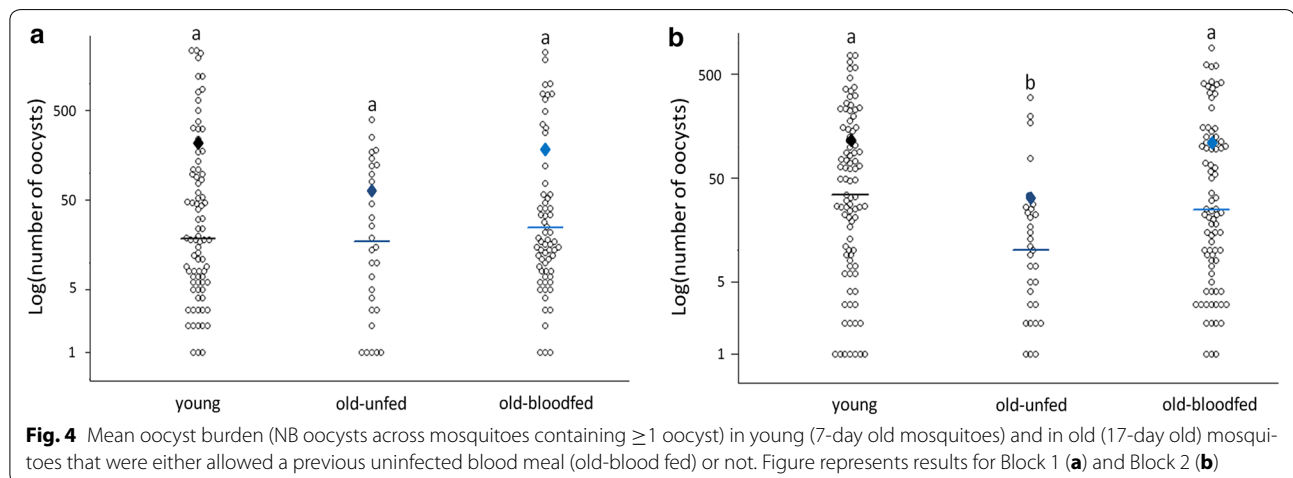 a
Log(number of oocysts)
500
50
5
1
a
a
a
young
old-unfed
old-bloodfed
b
Log(number of oocysts)
500
50
5
1
a
b
a
young
old-unfed
old-bloodfed
Fig. 4 Mean oocyst burden (NB oocysts across mosquitoes containing ≥1 oocyst) in young (7-day old mosquitoes) and in old (17-day old) mosqui-
toes that were either allowed a previous uninfected blood meal (old-blood fed) or not. Figure represents results for Block 1 (a) and Block 2 (b)